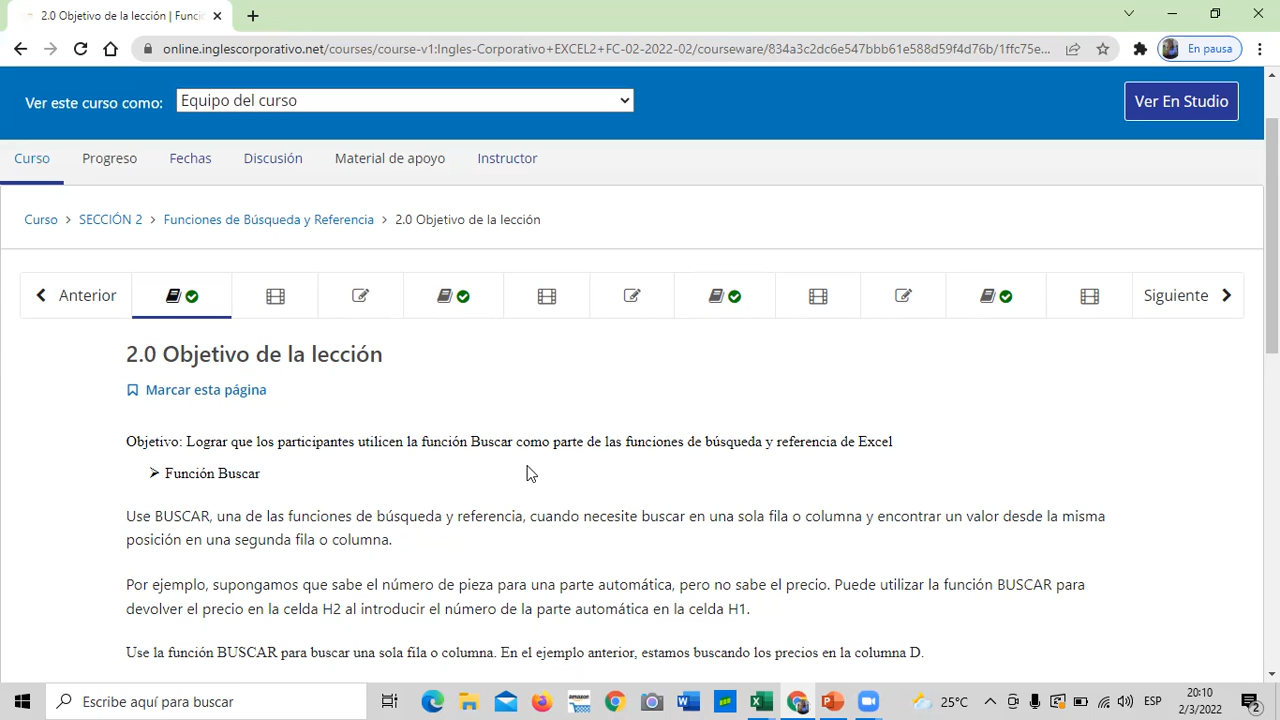 2.0 Objetivo de la lección | Funci
online.inglescorporativo.net/courses/course-v1:Ingles-Corporativo+EXCEL2+FC-02-2022-02/courseware/834a3c2dc6e547bbb61e588d59f4d76b/1ffc75e...
En pausa
Ver este curso como: Equipo del curso
Ver En Studio
Curso Progreso Fechas Discusión Material de apoyo Instructor
Curso > SECCIÓN 2 > Funciones de Búsqueda y Referencia > 2.0 Objetivo de la lección
Anterior
Siguiente
2.0 Objetivo de la lección
Marcar esta página
Objetivo: Lograr que los participantes utilicen la función Buscar como parte de las funciones de búsqueda y referencia de Excel
➢ Función Buscar
Use BUSCAR, una de las funciones de búsqueda y referencia, cuando necesite buscar en una sola fila o columna y encontrar un valor desde la misma
posición en una segunda fila o columna.
Por ejemplo, supongamos que sabe el número de pieza para una parte automática, pero no sabe el precio. Puede utilizar la función BUSCAR para
devolver el precio en la celda H2 al introducir el número de la parte automática en la celda H1.
Use la función BUSCAR para buscar una sola fila o columna. En el ejemplo anterior, estamos buscando los precios en la columna D.
Escribe aquí para buscar
25°C
ESP
20:10
2/3/2022
2